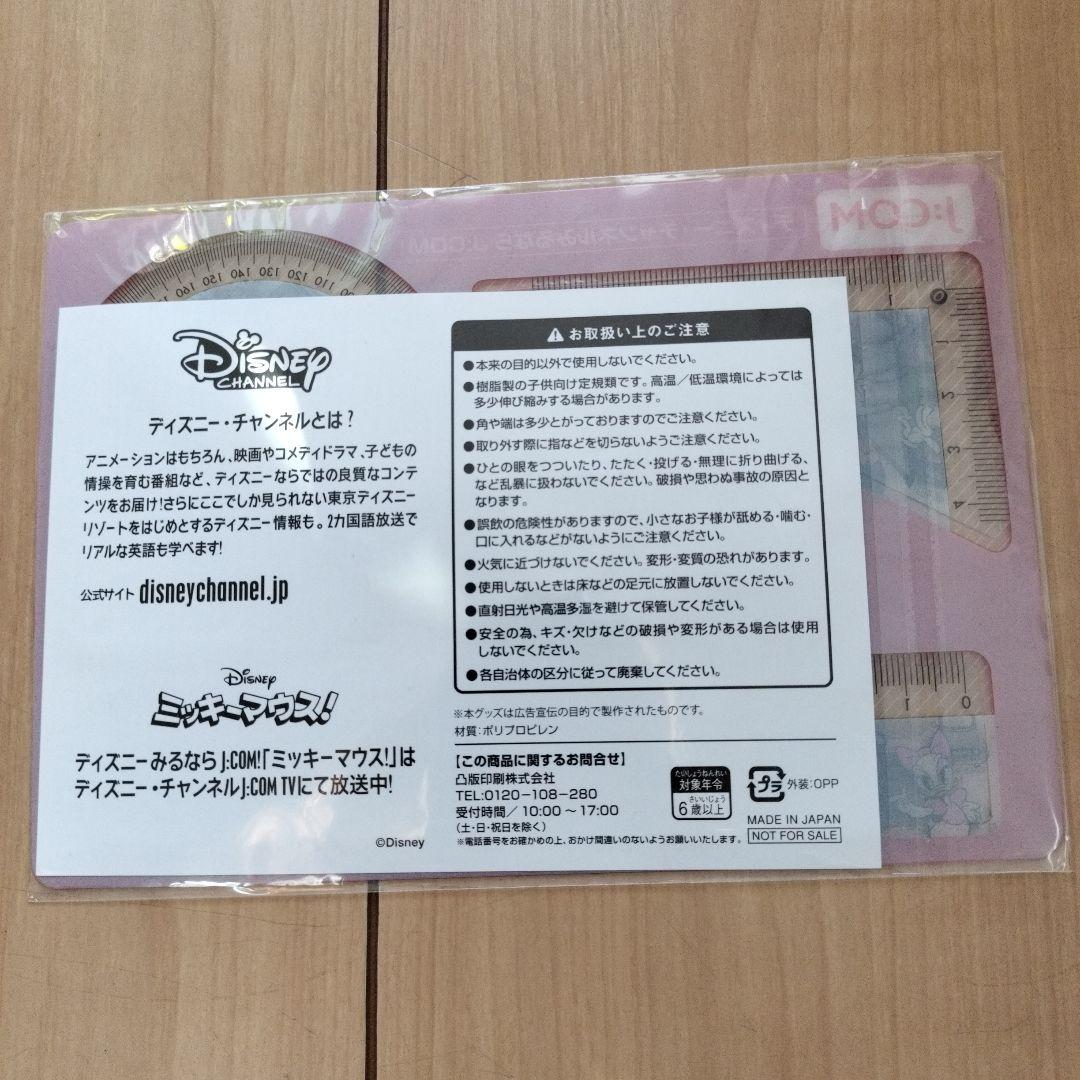 J:COM
DISNEY
CHANNEL
ディズニー・チャンネルとは?
アニメーションはもちろん、映画やコメディドラマ、子どもの
情操を育む番組など、ディズニーならではの良質なコンテ
ンツをお届け!さらにここでしか見られない東京ディズニー
リゾートをはじめとするディズニー情報も。2カ国語放送で
リアルな英語も学べます!
公式サイト disneychannel.jp
DISNEY
ミッキーマウス!
ディズニー みるなら J:COM!「ミッキーマウス!」は
ディズニー・チャンネル J:COM TVにて放送中!
©Disney
お取扱い上のご注意
●本来の目的以外で使用しないでください。
●樹脂製の子供向け定規類です。高温/低温環境によっては
多少伸び縮みする場合があります。
●角や端は多少とがっておりますのでご注意ください。
●取り外す際に指などを切らないようご注意ください。
●ひとの眼をつついたり、たたく・投げる・無理に折り曲げる、
など乱暴に扱わないでください。破損や思わぬ事故の原因と
なります。
●誤飲の危険性がありますので、小さなお子様が舐める・噛む・
口に入れるなどがないようにご注意ください。
●火気に近づけないでください。変形・変質の恐れがあります。
●使用しないときは床などの足元に放置しないでください。
●直射日光や高温多湿を避けて保管してください。
●安全の為、キズ・欠けなどの破損や変形がある場合は使用
しないでください。
●各自治体の区分に従って廃棄してください。
※本グッズは広告宣伝の目的で製作されたものです。
材質:ポリプロピレン
【この商品に関するお問合せ】
凸版印刷株式会社
TEL:0120-108-280
受付時間/10:00~17:00
(土・日・祝日を除く)
※電話番号をお確かめの上、おかけ間違いのないようお願いいたします。
たいしょうねんれい
対象年令
さいいじょう
6歳以上
プラ
外装:OPP
MADE IN JAPAN
NOT FOR SALE